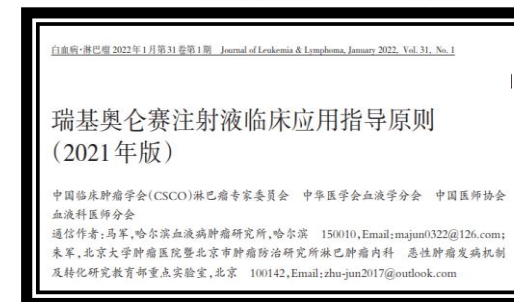 白血病·淋巴瘤 2022年1月第31卷第1期 Journal of Leukemia & Lymphoma, January 2022, Vol. 31, No. 1
瑞基奥仑赛注射液临床应用指导原则
(2021年版)
中国临床肿瘤学会(CSCO)淋巴瘤专家委员会 中华医学会血液学分会 中国医师协会
血液科医师分会
通信作者:马军,哈尔滨血液病肿瘤研究所,哈尔滨 150010,Email:majun0322@126.com;
朱军,北京大学肿瘤医院暨北京市肿瘤防治研究所淋巴肿瘤内科 恶性肿瘤发病机制
及转化研究教育部重点实验室,北京 100142,Email:zhu-jun2017@outlook.com